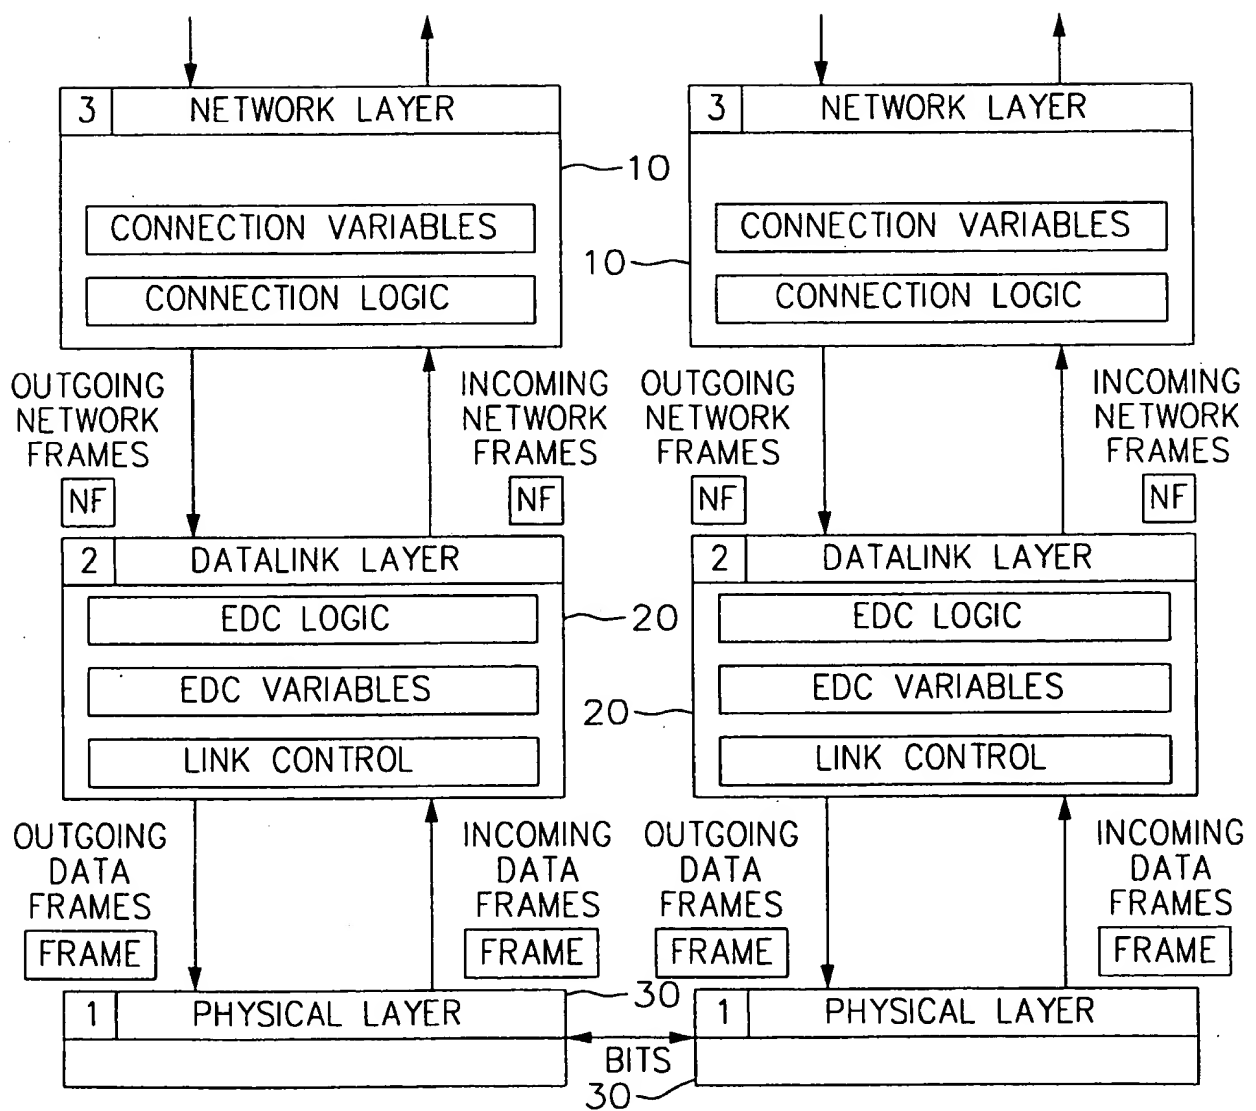 3 NETWORK LAYER
CONNECTION VARIABLES
CONNECTION LOGIC
10
3 NETWORK LAYER
CONNECTION VARIABLES
CONNECTION LOGIC
10
OUTGOING
NETWORK
FRAMES
NF
INCOMING
NETWORK
FRAMES
NF
OUTGOING
NETWORK
FRAMES
NF
INCOMING
NETWORK
FRAMES
NF
2 DATALINK LAYER
EDC LOGIC
EDC VARIABLES
LINK CONTROL
20
2 DATALINK LAYER
EDC LOGIC
EDC VARIABLES
LINK CONTROL
20
OUTGOING
DATA
FRAMES
FRAME
INCOMING
DATA
FRAMES
FRAME
OUTGOING
DATA
FRAMES
FRAME
INCOMING
DATA
FRAMES
FRAME
1 PHYSICAL LAYER
30
BITS
1 PHYSICAL LAYER
30